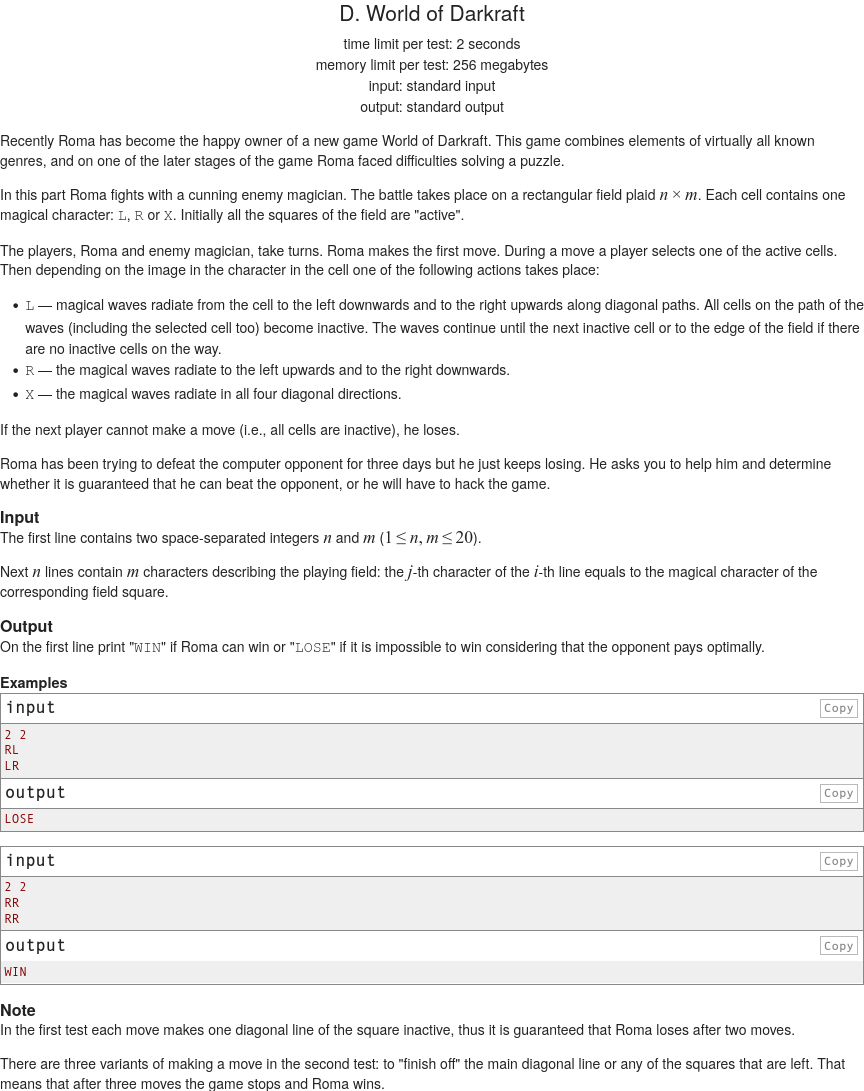 D. World of Darkraft
time limit per test: 2 seconds
memory limit per test: 256 megabytes
input: standard input
output: standard output
Recently Roma has become the happy owner of a new game World of Darkraft. This game combines elements of virtually all known
genres, and on one of the later stages of the game Roma faced difficulties solving a puzzle.
In this part Roma fights with a cunning enemy magician. The battle takes place on a rectangular field plaid n × m. Each cell contains one
magical character: L, R or X. Initially all the squares of the field are "active".
The players, Roma and enemy magician, take turns. Roma makes the first move. During a move a player selects one of the active cells.
Then depending on the image in the character in the cell one of the following actions takes place:
• L — magical waves radiate from the cell to the left downwards and to the right upwards along diagonal paths. All cells on the path of the
waves (including the selected cell too) become inactive. The waves continue until the next inactive cell or to the edge of the field if there
are no inactive cells on the way.
• R — the magical waves radiate to the left upwards and to the right downwards.
• X — the magical waves radiate in all four diagonal directions.
If the next player cannot make a move (i.e., all cells are inactive), he loses.
Roma has been trying to defeat the computer opponent for three days but he just keeps losing. He asks you to help him and determine
whether it is guaranteed that he can beat the opponent, or he will have to hack the game.
Input
The first line contains two space-separated integers n and m (1 ≤ n, m ≤ 20).
Next n lines contain m characters describing the playing field: the j-th character of the i-th line equals to the magical character of the
corresponding field square.
Output
On the first line print "WIN" if Roma can win or "LOSE" if it is impossible to win considering that the opponent pays optimally.
Examples
input
Copy
2 2
RL
LR
output
Copy
LOSE
input
Copy
2 2
RR
RR
output
Copy
WIN
Note
In the first test each move makes one diagonal line of the square inactive, thus it is guaranteed that Roma loses after two moves.
There are three variants of making a move in the second test: to "finish off" the main diagonal line or any of the squares that are left. That
means that after three moves the game stops and Roma wins.